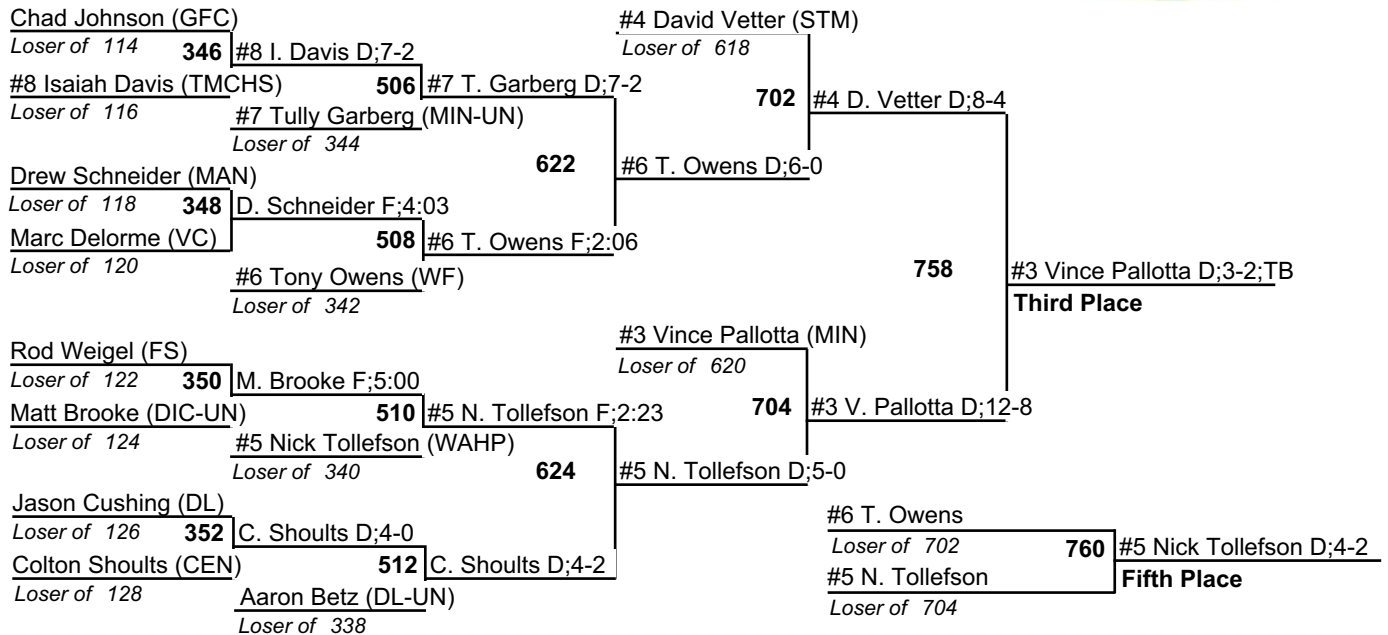 Chad Johnson (GFC)
Loser of 114
346
#8 I. Davis D;7-2
#8 Isaiah Davis (TMCHS)
Loser of 116
506
#7 T. Garberg D;7-2
#7 Tully Garberg (MIN-UN)
Loser of 344
622
Drew Schneider (MAN)
Loser of 118
348
D. Schneider F;4:03
Marc Delorme (VC)
Loser of 120
508
#6 T. Owens F;2:06
#6 Tony Owens (WF)
Loser of 342
#4 David Vetter (STM)
Loser of 618
702
#4 D. Vetter D;8-4
#6 T. Owens D;6-0
758
#3 Vince Pallotta D;3-2;TB
Third Place
Rod Weigel (FS)
Loser of 122
350
M. Brooke F;5:00
Matt Brooke (DIC-UN)
Loser of 124
510
#5 N. Tollefson F;2:23
#5 Nick Tollefson (WAHP)
Loser of 340
624
Jason Cushing (DL)
Loser of 126
352
C. Shoults D;4-0
Colton Shoults (CEN)
Loser of 128
512
C. Shoults D;4-2
Aaron Betz (DL-UN)
Loser of 338
#3 Vince Pallotta (MIN)
Loser of 620
704
#3 V. Pallotta D;12-8
#5 N. Tollefson D;5-0
#6 T. Owens
Loser of 702
760
#5 Nick Tollefson D;4-2
#5 N. Tollefson
Fifth Place
Loser of 704